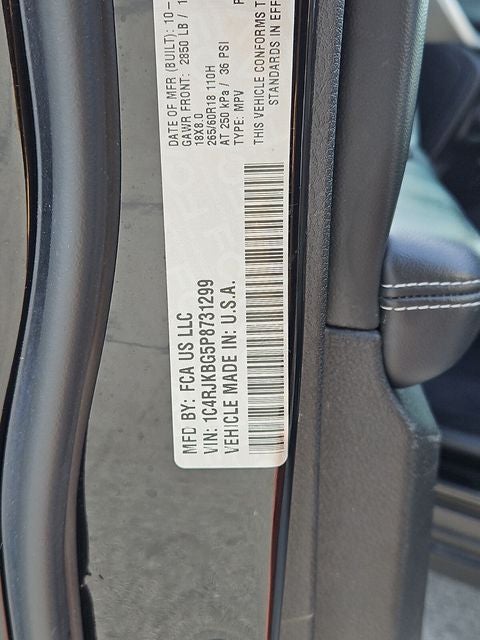 MFD BY: FCA US LLC
VIN: 1C4RJKBG5P8731299
VEHICLE MADE IN: U.S.A.
DATE OF MFR (BUILT): 10-
GAWR FRONT: 2850 LB /
18X8.0
265/60R18 110H
AT 250 kPa / 36 PSI
TYPE: MPV
THIS VEHICLE CONFORMS T
STANDARDS IN EFF